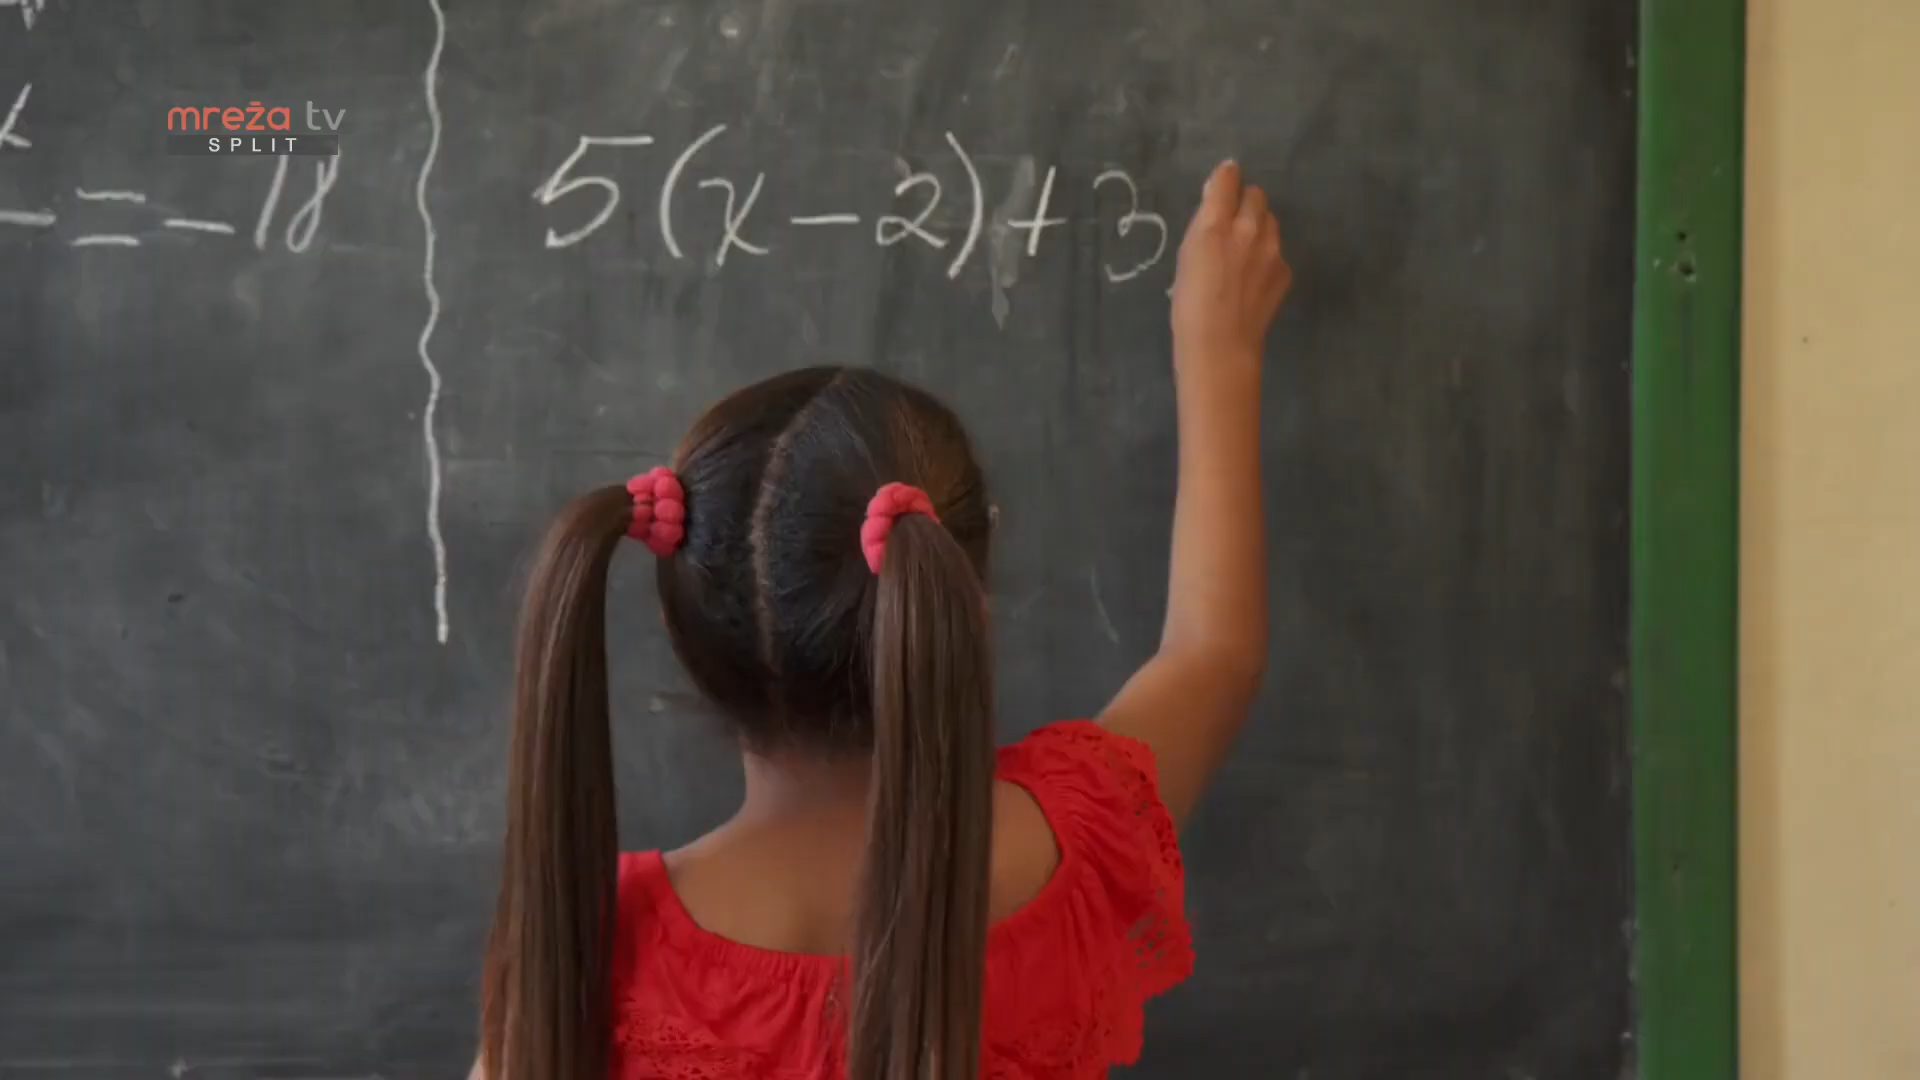 mreža tv
SPLIT
= - 18
5(x-2)+3